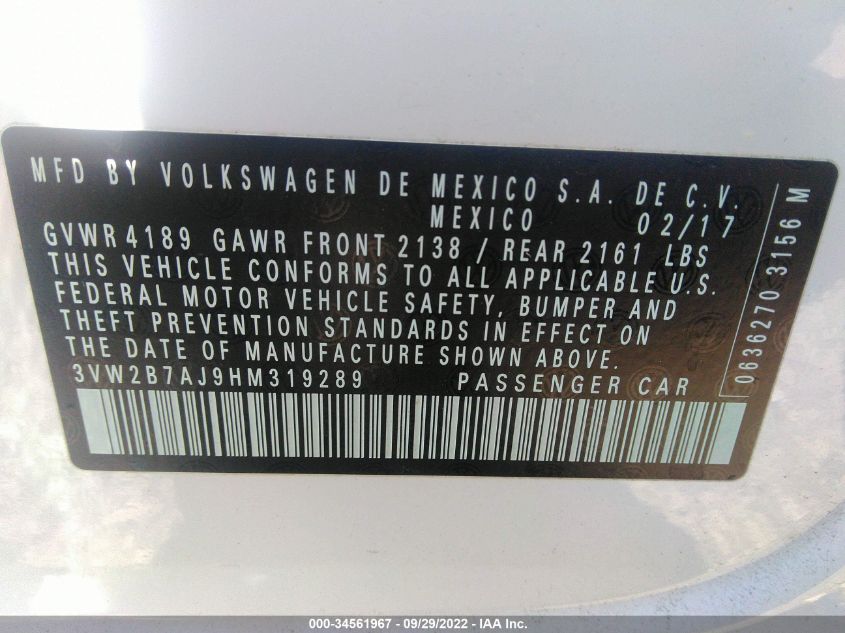 MFD BY VOLKSWAGEN DE MEXICO S.A. DE C.V.
MEXICO 02/17
GVWR 4189 GAWR FRONT 2138 / REAR 2161 LBS
THIS VEHICLE CONFORMS TO ALL APPLICABLE U.S.
FEDERAL MOTOR VEHICLE SAFETY, BUMPER AND
THEFT PREVENTION STANDARDS IN EFFECT ON
THE DATE OF MANUFACTURE SHOWN ABOVE.
3VW2B7AJ9HM319289 PASSENGER CAR
0636270 3156 M
000-34561967 - 09/29/2022 - IAA Inc.